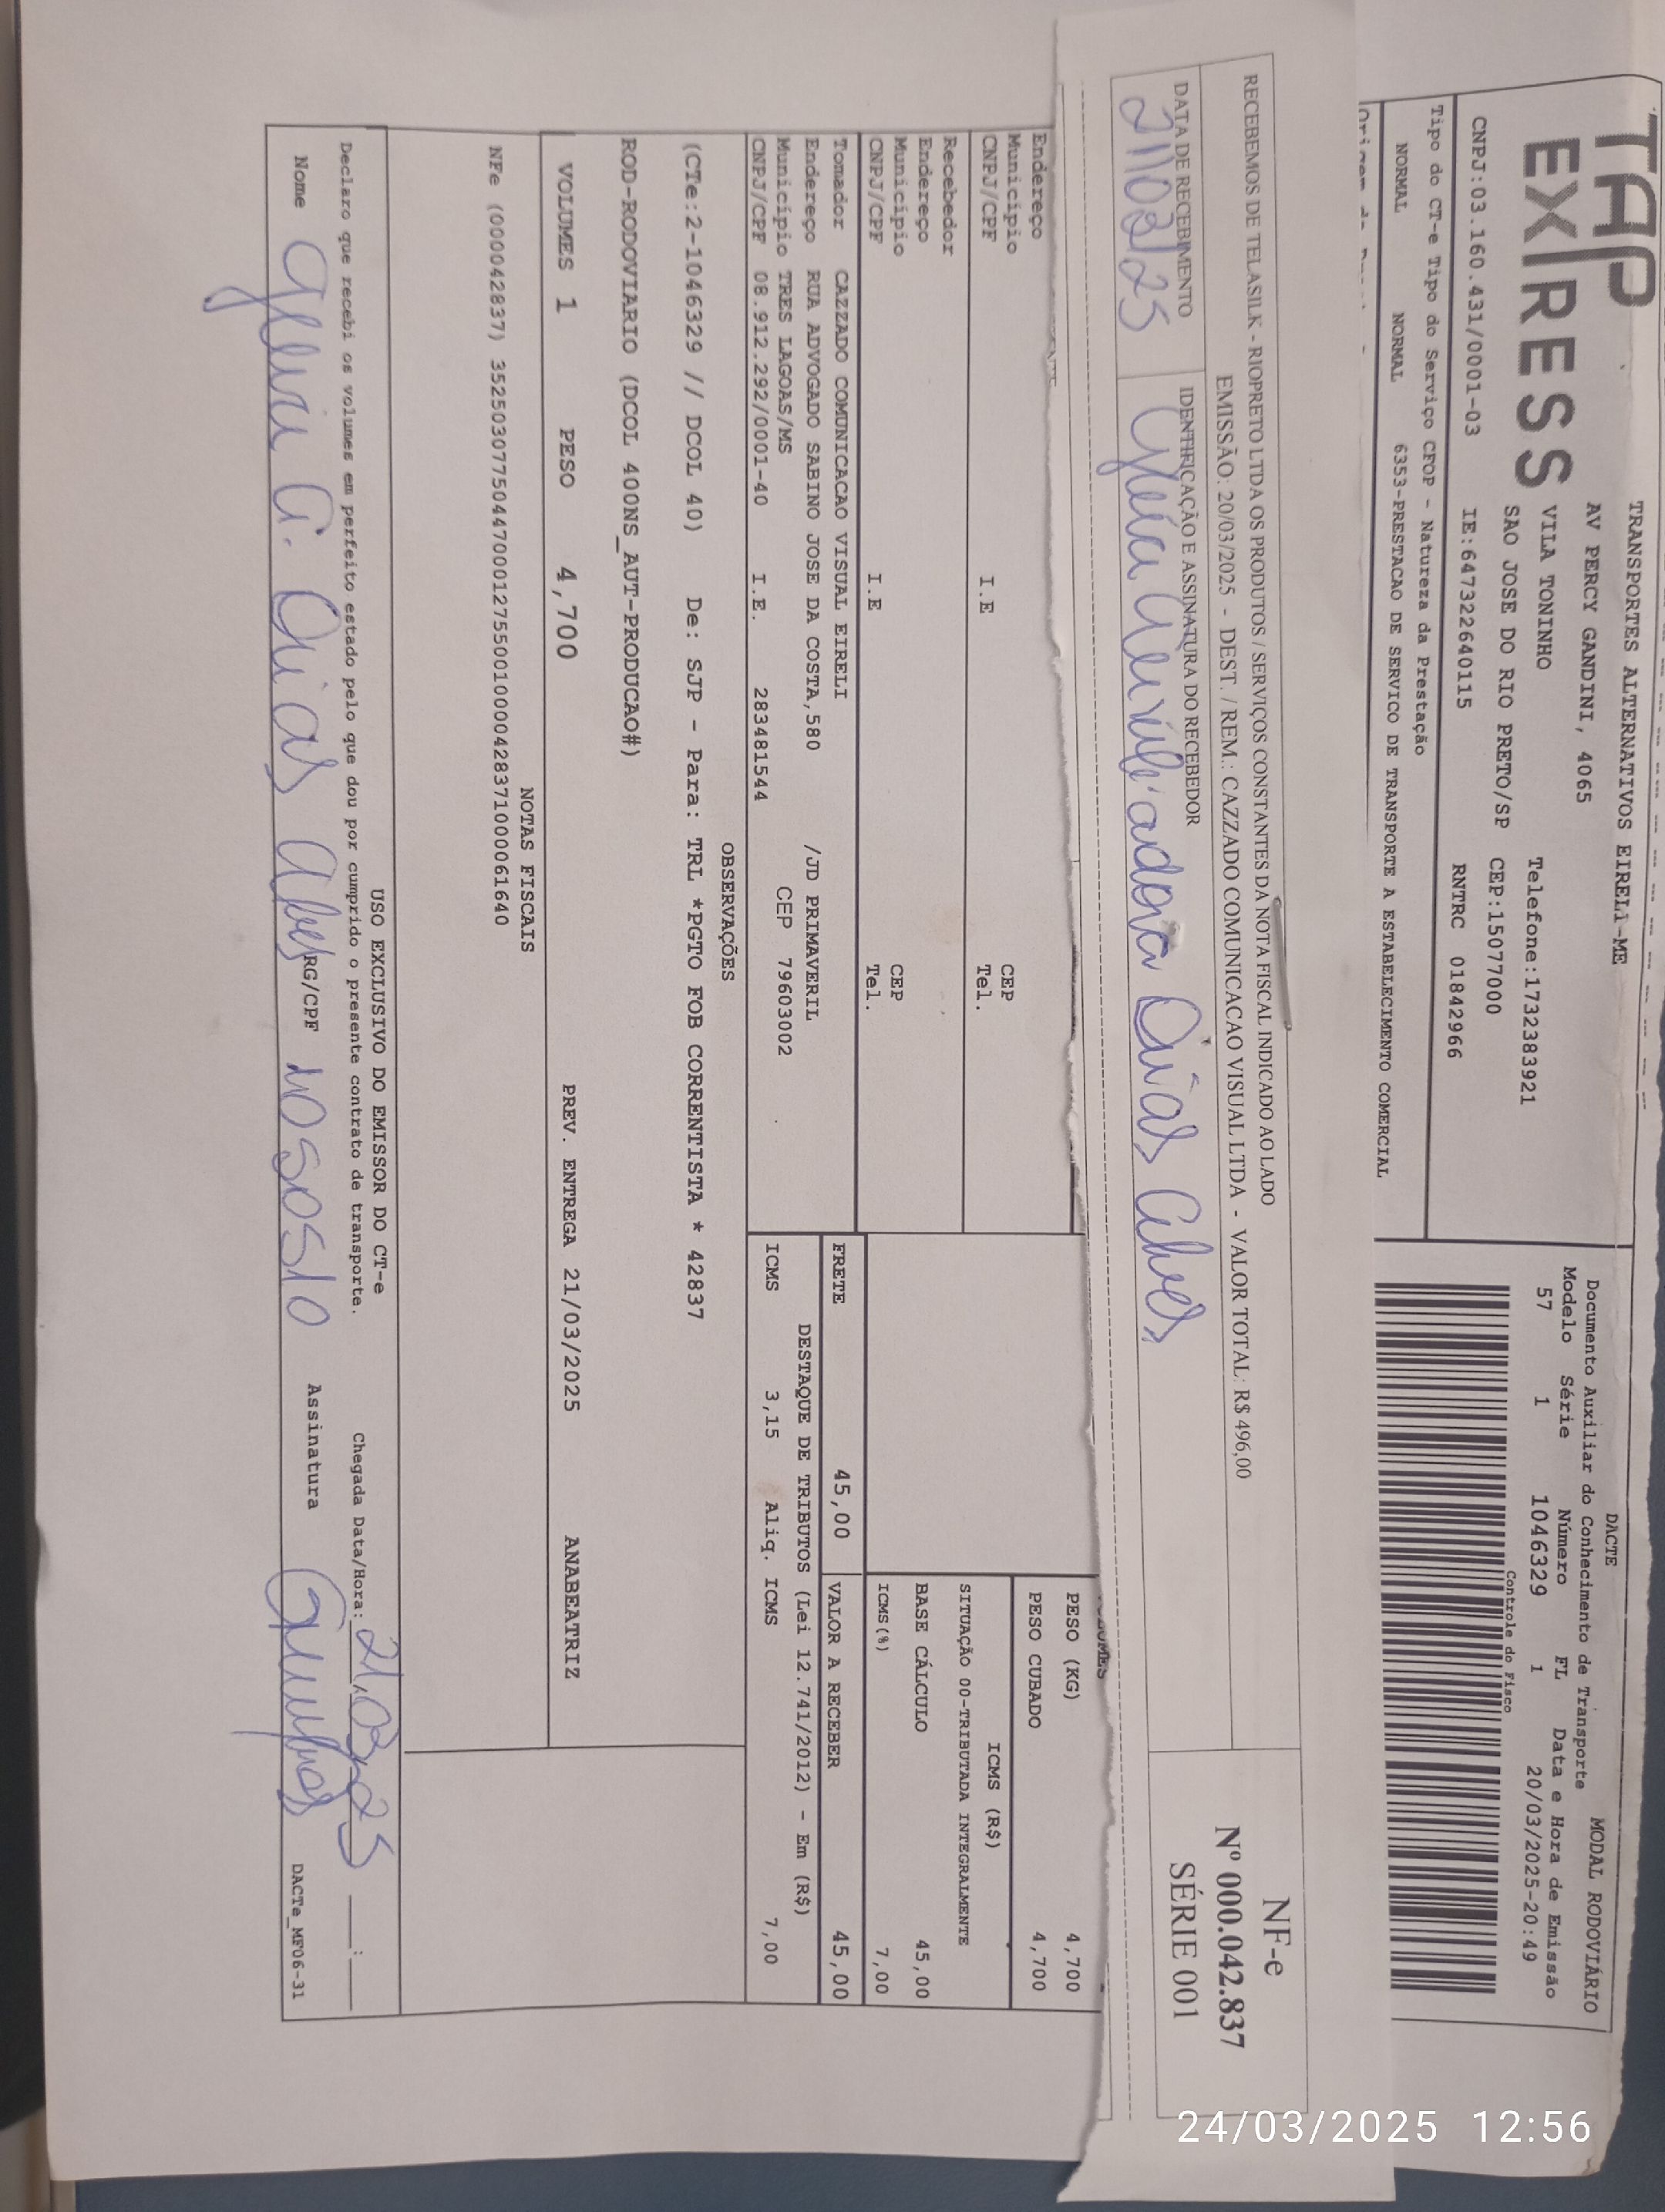 TAP
EXPRESS
TRANSPORTES ALTERNATIVOS EIRELI-ME
AV PERCY GANDINI, 4065
VILA TONINHO Telefone:1732383921
SAO JOSE DO RIO PRETO/SP CEP:15077000
CNPJ:03.160.431/0001-03 IE:647322640115 RNTRC 01842966
Tipo do CT-e Tipo do Serviço CFOP - Natureza da Prestação
NORMAL NORMAL 6353-PRESTACAO DE SERVICO DE TRANSPORTE A ESTABELECIMENTO COMERCIAL
DACTE MODAL RODOVIÁRIO
Documento Auxiliar do Conhecimento de Transporte
Modelo Série Número FL Data e Hora de Emissão
57 1 1046329 1 20/03/2025-20:49
Controle do Fisco
RECEBEMOS DE TELASILK - RIOPRETO LTDA OS PRODUTOS / SERVIÇOS CONSTANTES DA NOTA FISCAL INDICADO AO LADO
EMISSÃO: 20/03/2025 - DEST. / REM.: CAZZADO COMUNICACAO VISUAL LTDA - VALOR TOTAL: R$ 496,00
DATA DE RECEBIMENTO IDENTIFICAÇÃO E ASSINATURA DO RECEBEDOR
21/03/25 Auxiliadora Dias Alves
NF-e
Nº 000.042.837
SÉRIE 001
Endereço
Município CEP
CNPJ/CPF I.E Tel.
Recebedor
Endereço
Município CEP
CNPJ/CPF I.E Tel.
PESO (KG) 4,700
PESO CUBADO 4,700
ICMS (R$)
SITUAÇÃO 00-TRIBUTADA INTEGRALMENTE
BASE CÁLCULO 45,00
ICMS(%) 7,00
Tomador CAZZADO COMUNICACAO VISUAL EIRELI
Endereço RUA ADVOGADO SABINO JOSE DA COSTA,580 /JD PRIMAVERIL
Município TRES LAGOAS/MS CEP 79603002
CNPJ/CPF 08.912.292/0001-40 I.E. 283481544
FRETE 45,00 VALOR A RECEBER 45,00
DESTAQUE DE TRIBUTOS (Lei 12.741/2012) - Em (R$)
ICMS 3,15 Aliq. ICMS 7,00
OBSERVAÇÕES
(CTe:2-1046329 // DCOL 40) De: SJP - Para: TRL *PGTO FOB CORRENTISTA * 42837
ROD-RODOVIARIO (DCOL 400NS_AUT-PRODUCAO#)
VOLUMES 1 PESO 4,700 PREV. ENTREGA 21/03/2025 ANABEATRIZ
NOTAS FISCAIS
NFe (000042837) 35250307750447000127550010000428371000061640
USO EXCLUSIVO DO EMISSOR DO CT-e
Declaro que recebi os volumes em perfeito estado pelo que dou por cumprido o presente contrato de transporte. Chegada Data/Hora: 21/03/25 __:__
Nome Dias Alves RG/CPF Assinatura
DACTe_MF06-31
24/03/2025 12:56